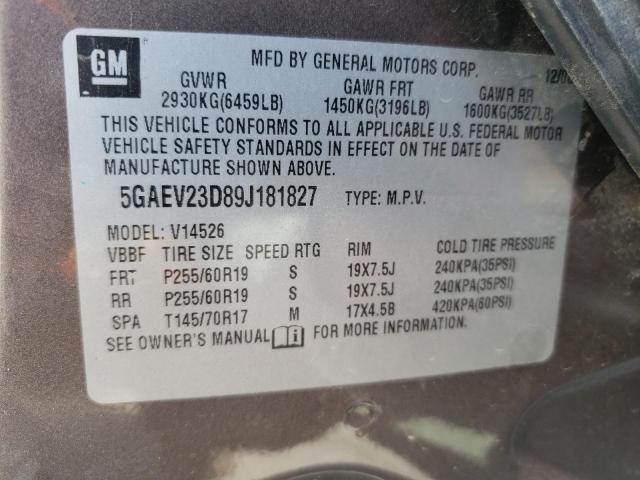 GM
MFD BY GENERAL MOTORS CORP.
GVWR GAWR FRT GAWR RR
2930KG(6459LB) 1450KG(3196LB) 1600KG(3527LB)
THIS VEHICLE CONFORMS TO ALL APPLICABLE U.S. FEDERAL MOTOR
VEHICLE SAFETY STANDARDS IN EFFECT ON THE DATE OF
MANUFACTURE SHOWN ABOVE.
5GAEV23D89J181827 TYPE: M.P.V.
MODEL: V14526
VBBF TIRE SIZE SPEED RTG RIM COLD TIRE PRESSURE
FRT P255/60R19 S 19X7.5J 240KPA(35PSI)
RR P255/60R19 S 19X7.5J 240KPA(35PSI)
SPA T145/70R17 M 17X4.5B 420KPA(60PSI)
SEE OWNER'S MANUAL i FOR MORE INFORMATION.